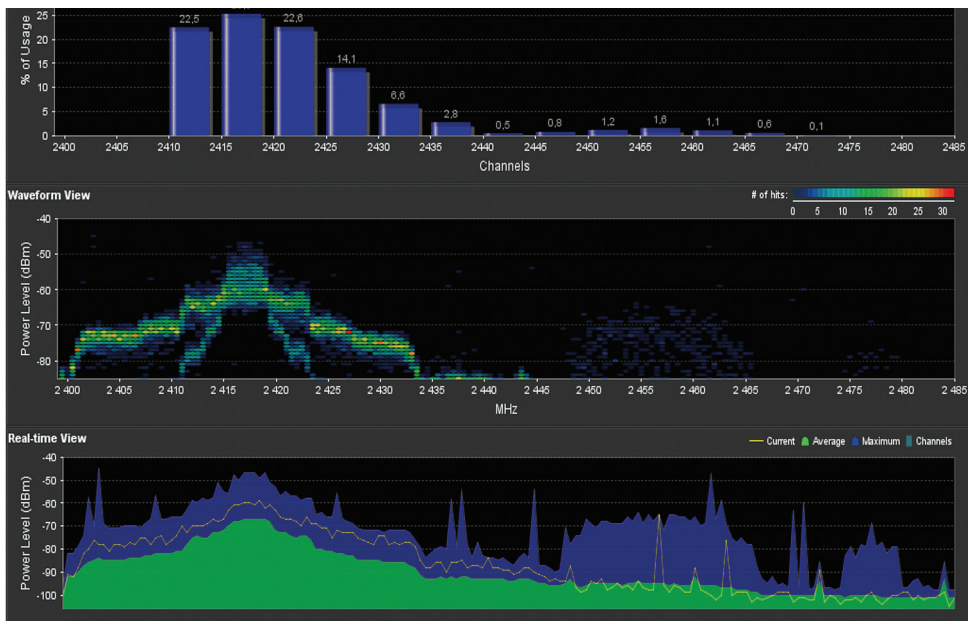 % of Usage
25
20
15
10
5
0
22,5
22,6
14,1
6,6
2,8
0,5
0,8
1,2
1,6
1,1
0,6
0,1
2400 2405 2410 2415 2420 2425 2430 2435 2440 2445 2450 2455 2460 2465 2470 2475 2480 2485
Channels
Waveform View
# of hits:
0 5 10 15 20 25 30
Power Level (dBm)
-40
-50
-60
-70
-80
2 400 2 405 2 410 2 415 2 420 2 425 2 430 2 435 2 440 2 445 2 450 2 455 2 460 2 465 2 470 2 475 2 480 2 485
MHz
Real-time View
Current Average Maximum Channels
Power Level (dBm)
-40
-50
-60
-70
-80
-90
-100